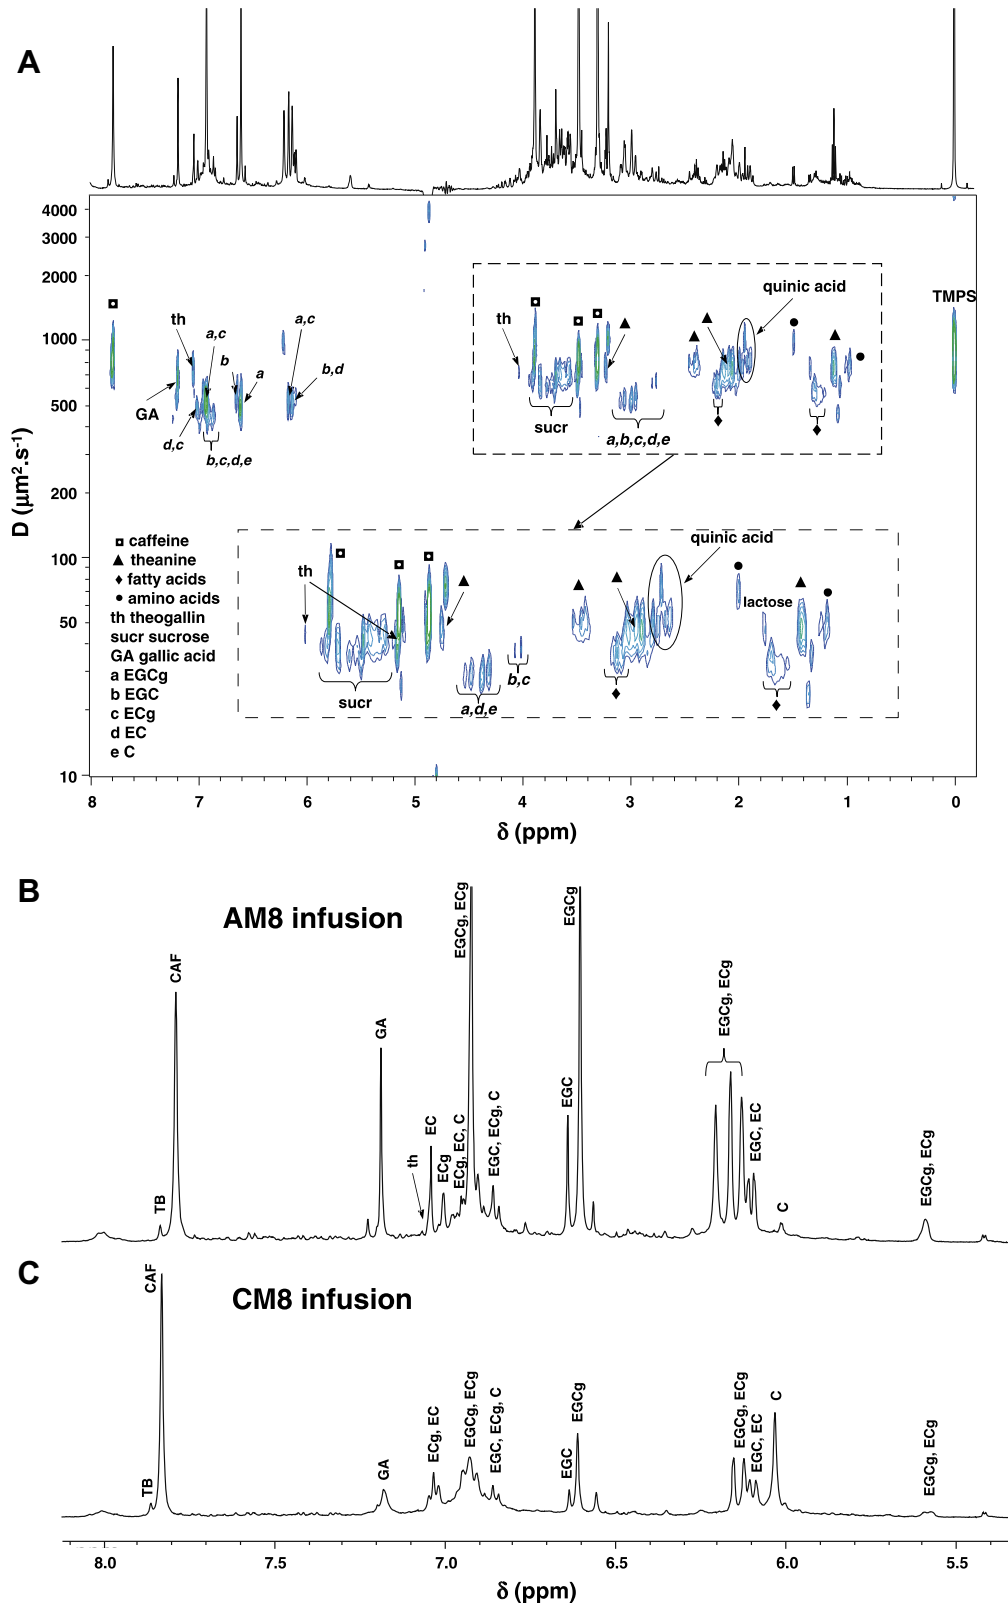 A
4000
3000
2000
1000
500
200
100
50
10
D (μm².s⁻¹)
TMPS
quinic acid
th
th
a,c
a,c
b
a
b,d
GA
d,c
b,c,d,e
sucr
a,b,c,d,e
quinic acid
th
lactose
b,c
sucr
a,d,e
caffeine
theanine
fatty acids
amino acids
th theogallin
sucr sucrose
GA gallic acid
a EGCg
b EGC
c ECg
d EC
e C
8 7 6 5 4 3 2 1 0
δ (ppm)
B
AM8 infusion
TB
CAF
GA
th
EC
ECg
ECg, EC, C
EGCg, ECg
EGC, ECg, C
EGC
EGCg
EGCg, ECg
EGC, EC
C
EGCg, ECg
C
CM8 infusion
TB
CAF
GA
ECg, EC
EGCg, ECg
EGC, ECg, C
EGC
EGCg
EGCg, ECg
EGC, EC
C
EGCg, ECg
8.0 7.5 7.0 6.5 6.0 5.5
δ (ppm)